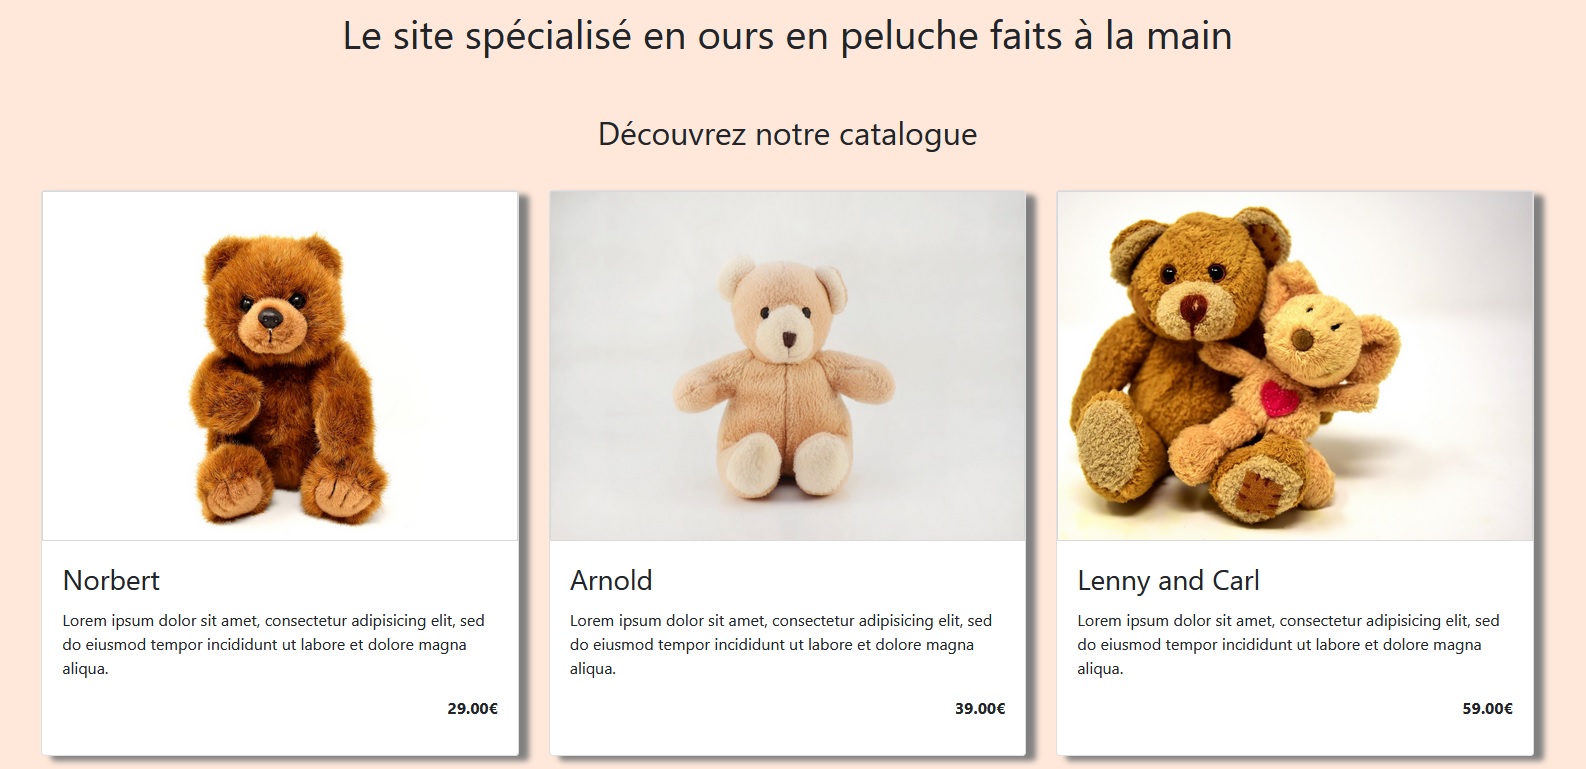 Le site spécialisé en ours en peluche faits à la main
Découvrez notre catalogue
Norbert
Lorem ipsum dolor sit amet, consectetur adipisicing elit, sed
do eiusmod tempor incididunt ut labore et dolore magna
aliqua.
29.00€
Arnold
Lorem ipsum dolor sit amet, consectetur adipisicing elit, sed
do eiusmod tempor incididunt ut labore et dolore magna
aliqua.
39.00€
Lenny and Carl
Lorem ipsum dolor sit amet, consectetur adipisicing elit, sed
do eiusmod tempor incididunt ut labore et dolore magna
aliqua.
59.00€